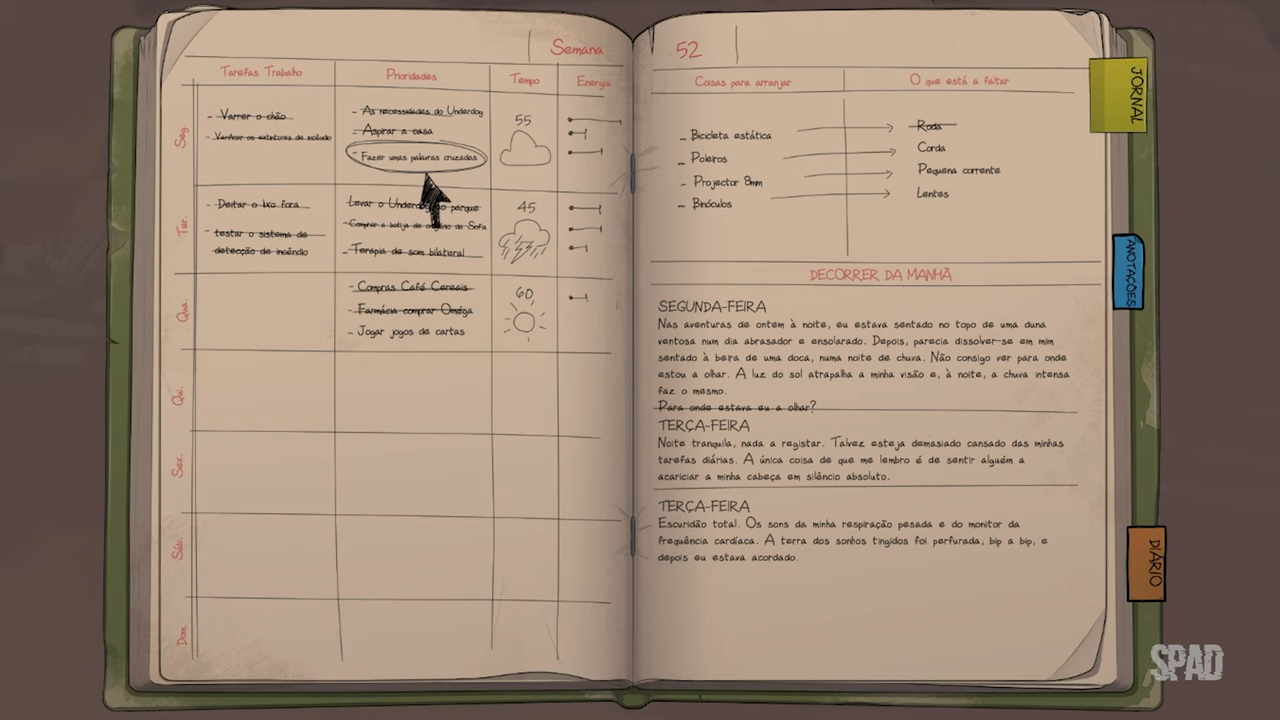 Semana
Tarefas Trabalho
Prioridades
Tempo
Energia
Seg.
- Varrer o chão
- Verificar os extintores de incêndio
- As necessidades do Underdog
- Aspirar a casa
- Fazer umas palavras cruzadas
55
Ter.
- Deitar o lixo fora
- testar o sistema de
detecção de incêndio
Levar o parque
- Comprar a botija de de Sofia
- Terapia de som bilateral
45
Qua.
- Compras Café Cereais
- Farmácia comprar Oméga
- Jogar jogos de cartas
60
Qui.
Sex.
Sáb.
Dom.
52
Coisas para arranjar
O que está a faltar
- Bicicleta estática
Roda
- Poleiros
Corda
- Projector 8mm
Pequena corrente
- Binóculos
Lentes
DECORRER DA MANHÃ
SEGUNDA-FEIRA
Nas aventuras de ontem à noite, eu estava sentado no topo de uma duna
ventosa num dia abrasador e ensolarado. Depois, parecia dissolver-se em mim
sentado à beira de uma doca, numa noite de chuva. Não consigo ver para onde
estou a olhar. A luz do sol atrapalha a minha visão e, à noite, a chuva intensa
faz o mesmo.
Para onde estava eu a olhar?
TERÇA-FEIRA
Noite tranquila, nada a registar. Talvez esteja demasiado cansado das minhas
tarefas diárias. A única coisa de que me lembro é de sentir alguém a
acariciar a minha cabeça em silêncio absoluto.
TERÇA-FEIRA
Escuridão total. Os sons da minha respiração pesada e do monitor da
frequência cardíaca. A terra dos sonhos tingidos foi perfurada, bip a bip, e
depois eu estava acordado.
JORNAL
ANOTAÇÕES
DIÁRIO
SPAD